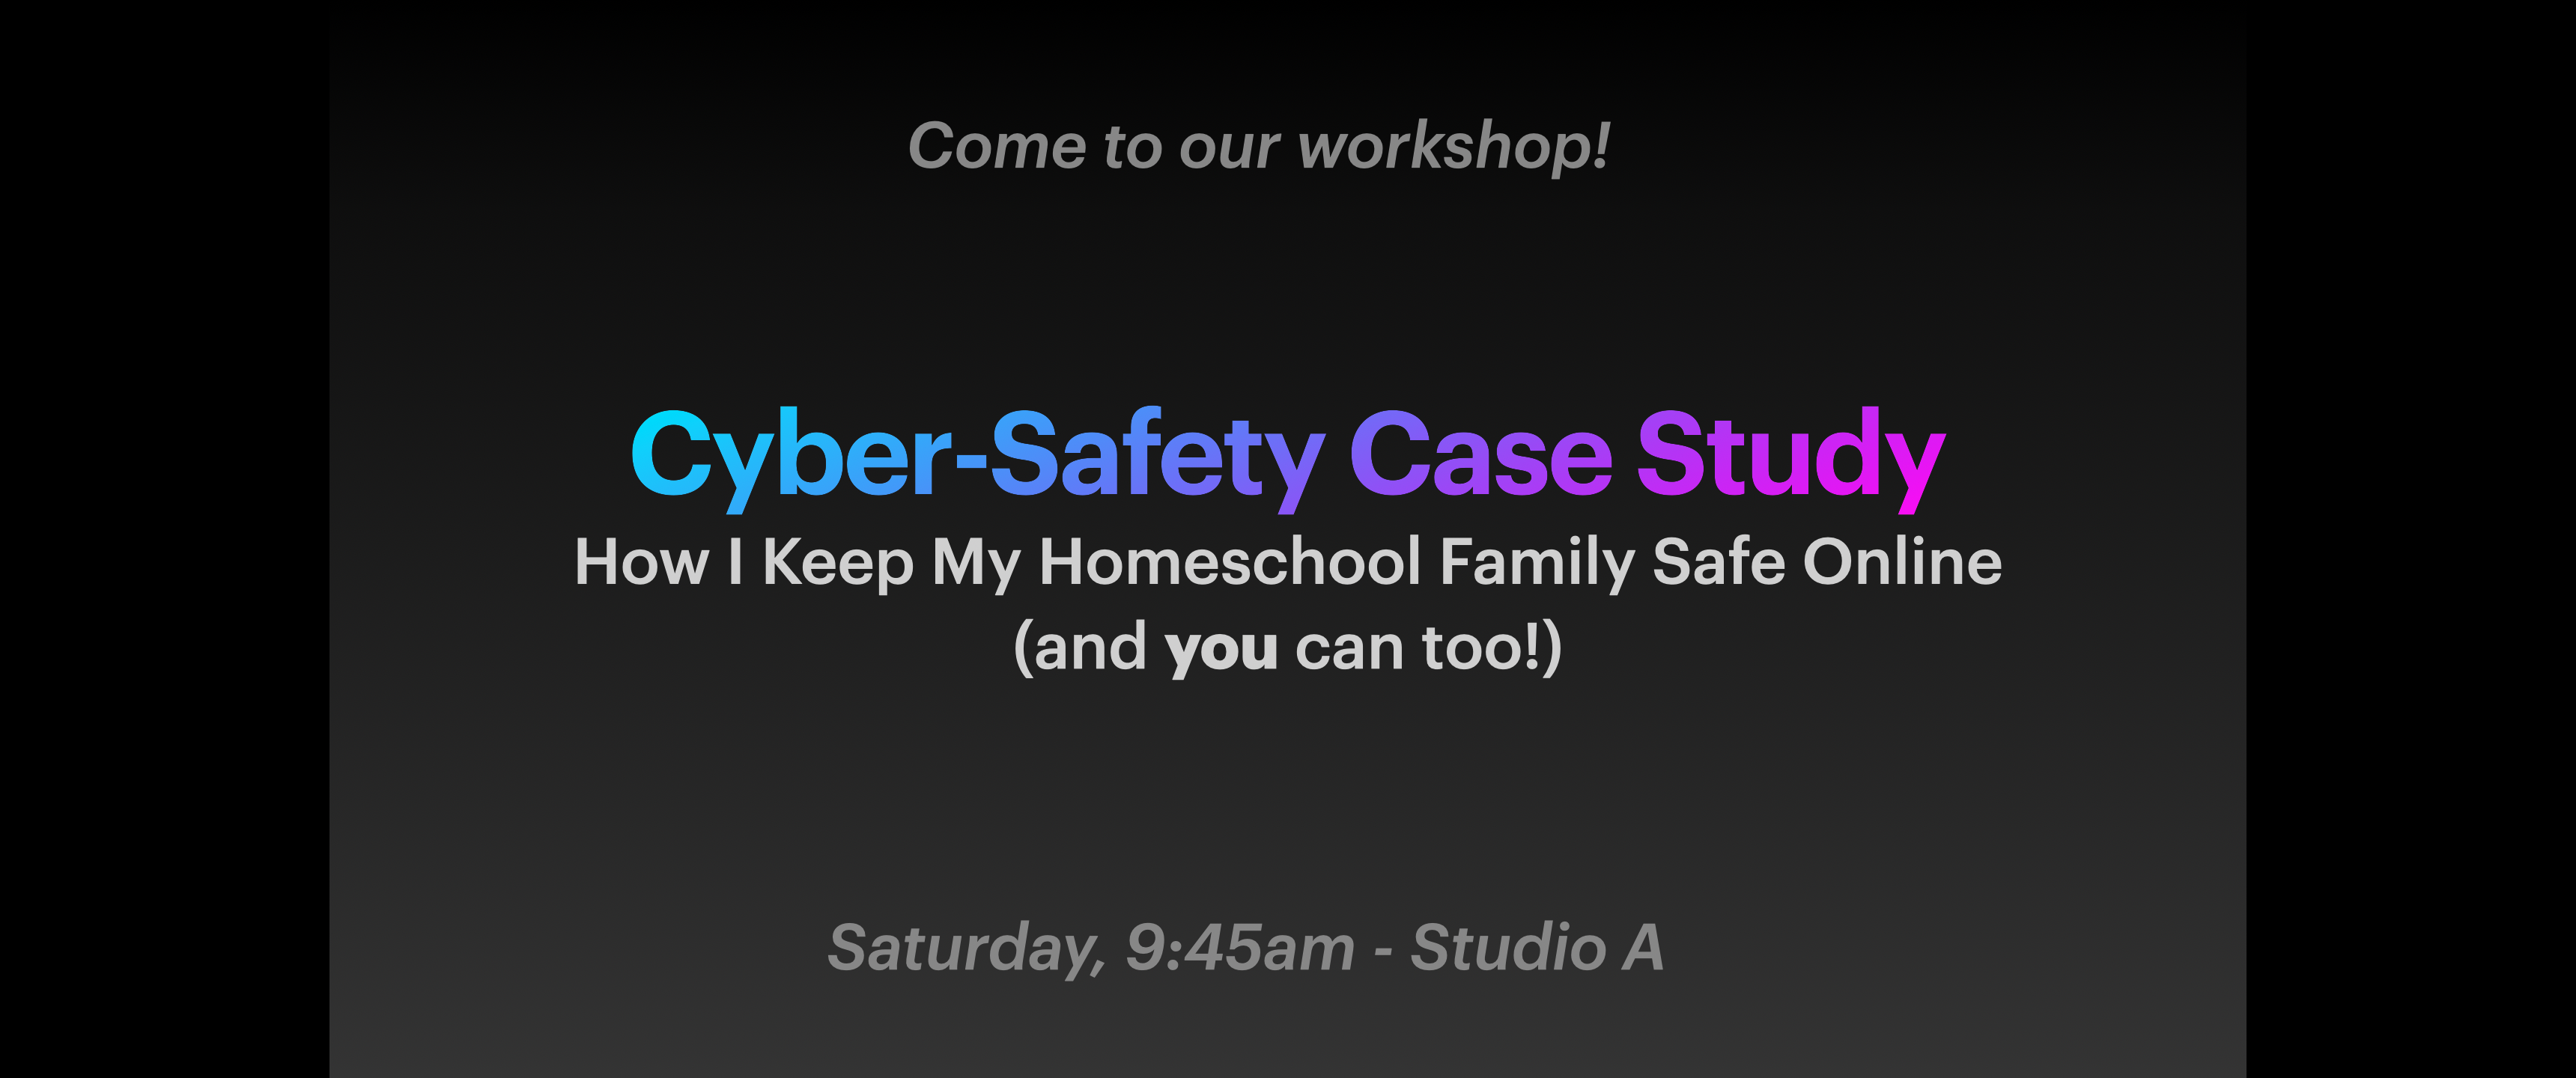 Come to our workshop!
Cyber-Safety Case Study
How I Keep My Homeschool Family Safe Online
(and you can too!)
Saturday, 9:45am - Studio A